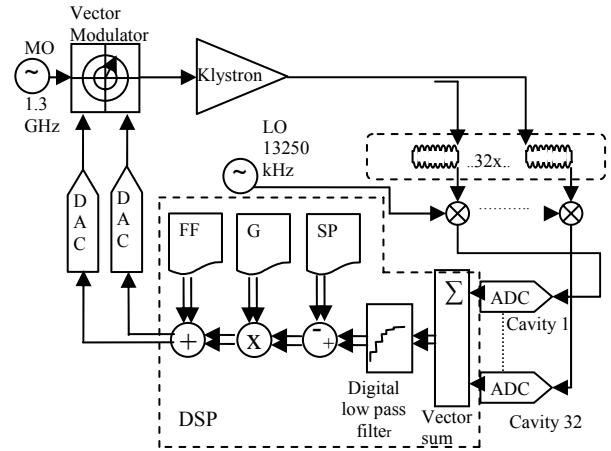 Vector
Modulator
MO
~
1.3
GHz
Klystron
LO
13250
kHz
~
..32x..
D
A
C
D
A
C
FF
G
SP
Σ
ADC
Cavity 1
+
X
-
+
ADC
Cavity 32
Digital
low pass
filter
Vector
sum
DSP